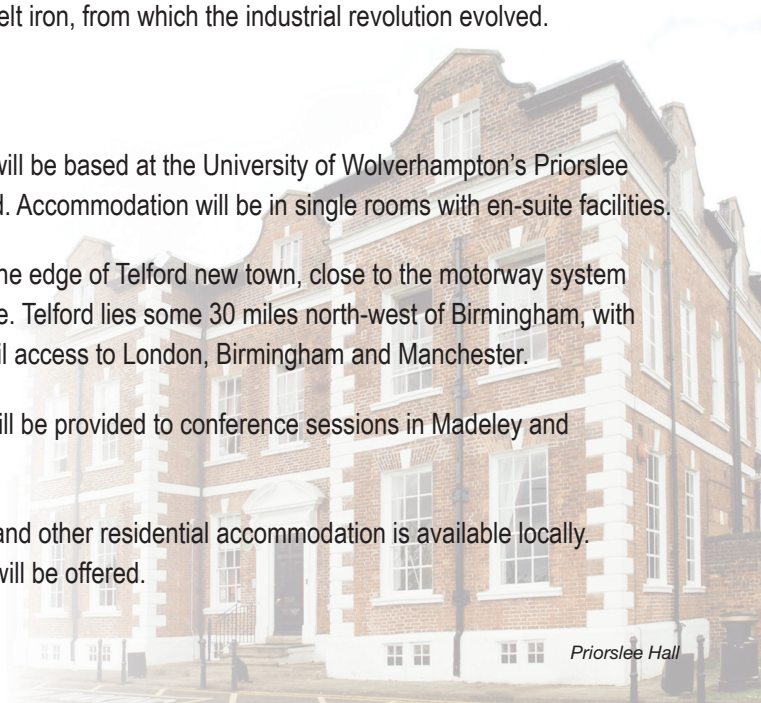 elt iron, from which the industrial revolution evolved.
will be based at the University of Wolverhampton's Priorslee
d. Accommodation will be in single rooms with en-suite facilities.
he edge of Telford new town, close to the motorway system
e. Telford lies some 30 miles north-west of Birmingham, with
il access to London, Birmingham and Manchester.
ill be provided to conference sessions in Madeley and
and other residential accommodation is available locally.
will be offered.
Priorslee Hall